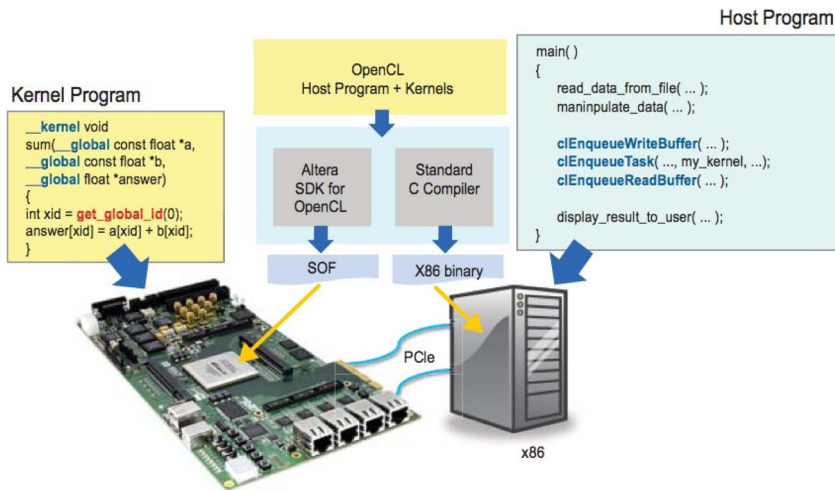 Host Program
main( )
{
read_data_from_file( ... );
maninpulate_data( ... );
clEnqueueWriteBuffer( ... );
clEnqueueTask( ..., my_kernel, ...);
clEnqueueReadBuffer( ... );
display_result_to_user( ... );
}
OpenCL
Host Program + Kernels
Kernel Program
__kernel void
sum(__global const float *a,
__global const float *b,
__global float *answer)
{
int xid = get_global_id(0);
answer[xid] = a[xid] + b[xid];
}
Altera
SDK for
OpenCL
Standard
C Compiler
SOF
X86 binary
PCIe
x86